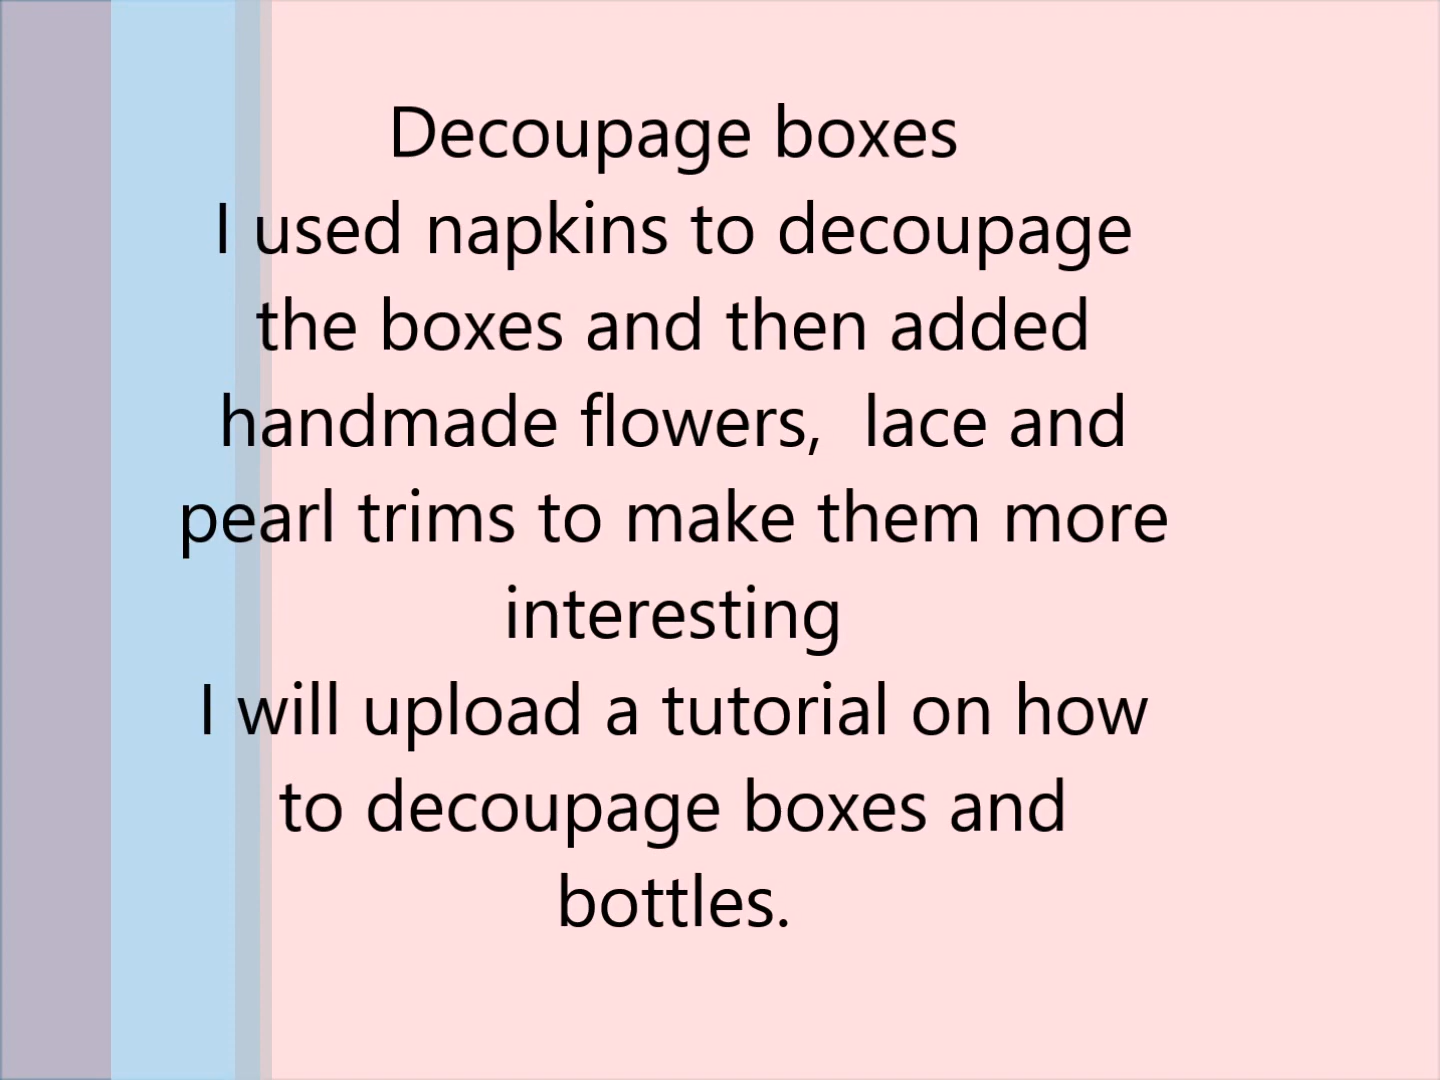 Decoupage boxes
I used napkins to decoupage
the boxes and then added
handmade flowers,  lace and
pearl trims to make them more
interesting
I will upload a tutorial on how
to decoupage boxes and
bottles.